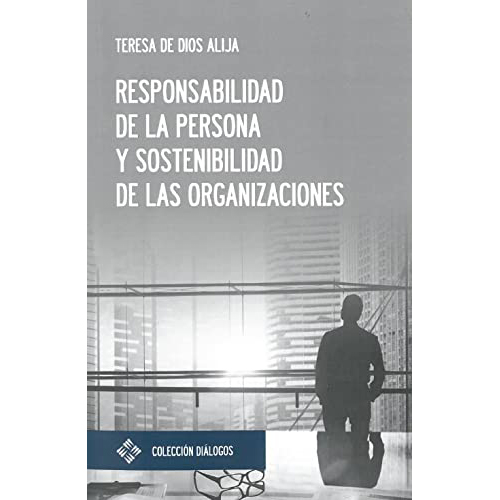 TERESA DE DIOS ALIJA
RESPONSABILIDAD
DE LA PERSONA
Y SOSTENIBILIDAD
DE LAS ORGANIZACIONES
COLECCIÓN DIÁLOGOS